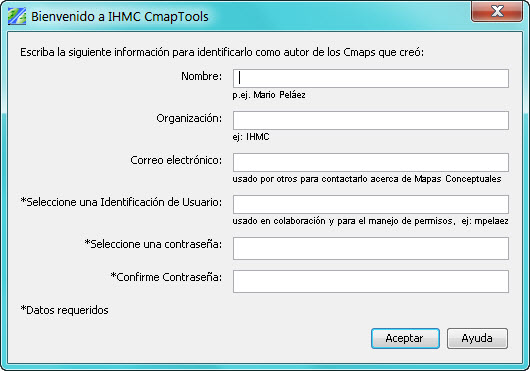 Bienvenido a IHMC CmapTools
Escriba la siguiente información para identificarlo como autor de los Cmaps que creó:
Nombre:
p.ej. Mario Peláez
Organización:
ej: IHMC
Correo electrónico:
usado por otros para contactarlo acerca de Mapas Conceptuales
*Seleccione una Identificación de Usuario:
usado en colaboración y para el manejo de permisos, ej: mpelaez
*Seleccione una contraseña:
*Confirme Contraseña:
*Datos requeridos
Aceptar Ayuda